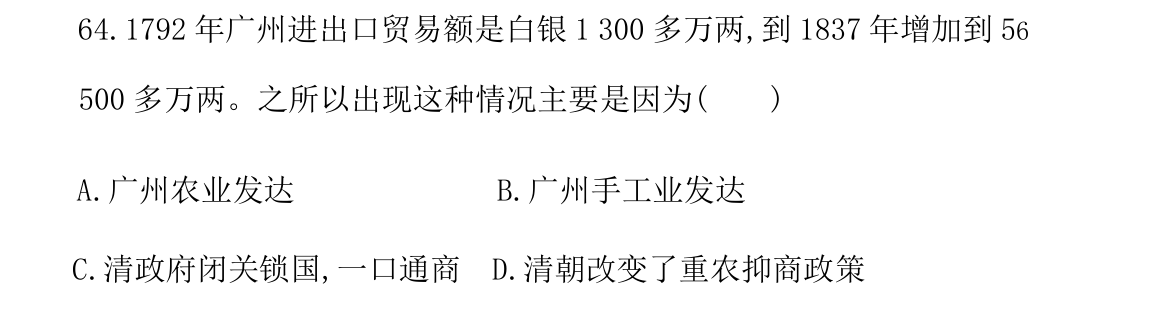 64.1792 年广州进出口贸易额是白银 1 300 多万两,到 1837 年增加到 56
500 多万两。之所以出现这种情况主要是因为(　　)
A.广州农业发达　　B.广州手工业发达
C.清政府闭关锁国,一口通商　D.清朝改变了重农抑商政策